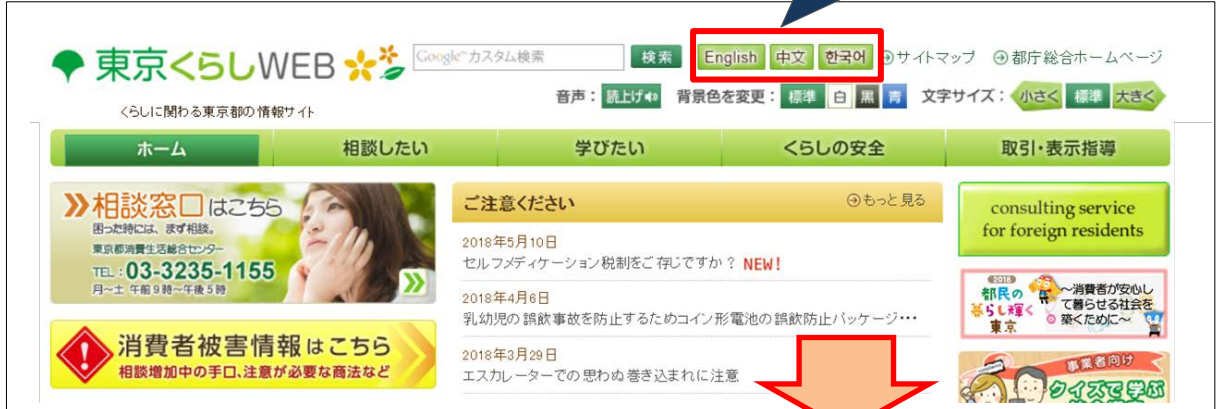 東京くらしWEB
Google™ カスタム検索
検索
English 中文 한국어
サイトマップ
都庁総合ホームページ
くらしに関わる東京都の情報サイト
音声：読上げ
背景色を変更：標準 白 黒 青
文字サイズ：小さく 標準 大きく
ホーム
相談したい
学びたい
くらしの安全
取引・表示指導
相談窓口はこちら
困った時には、まず相談。
東京都消費生活総合センター
TEL：03-3235-1155
月～土 午前9時～午後5時
消費者被害情報はこちら
相談増加中の手口、注意が必要な商法など
ご注意ください
もっと見る
2018年5月10日
セルフメディケーション税制をご存じですか？ NEW!
2018年4月6日
乳幼児の誤飲事故を防止するためコイン形電池の誤飲防止パッケージ・・・
2018年3月29日
エスカレーターでの思わぬ巻き込まれに注意
consulting service
for foreign residents
2018
都民の
暮らし輝く
東京
～消費者が安心し
て暮らせる社会を
築くために～
事業者向け
クイズで学ぶ